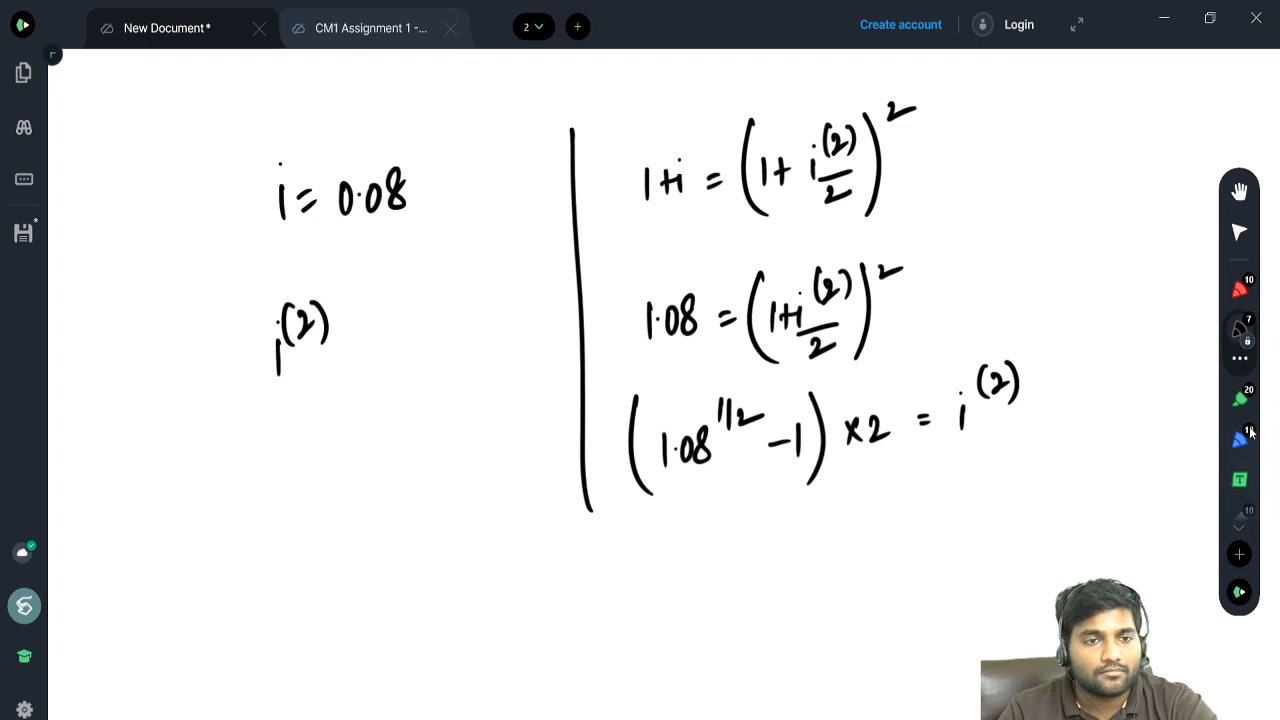 New Document*
CM1 Assignment 1 -...
2
Create account
Login
i = 0.08
i^(2)
1+i = (1 + i^(2)/2)^2
1.08 = (1+i^(2)/2)^2
(1.08^1/2 - 1) × 2 = i^(2)
10
7
20
10
T
10